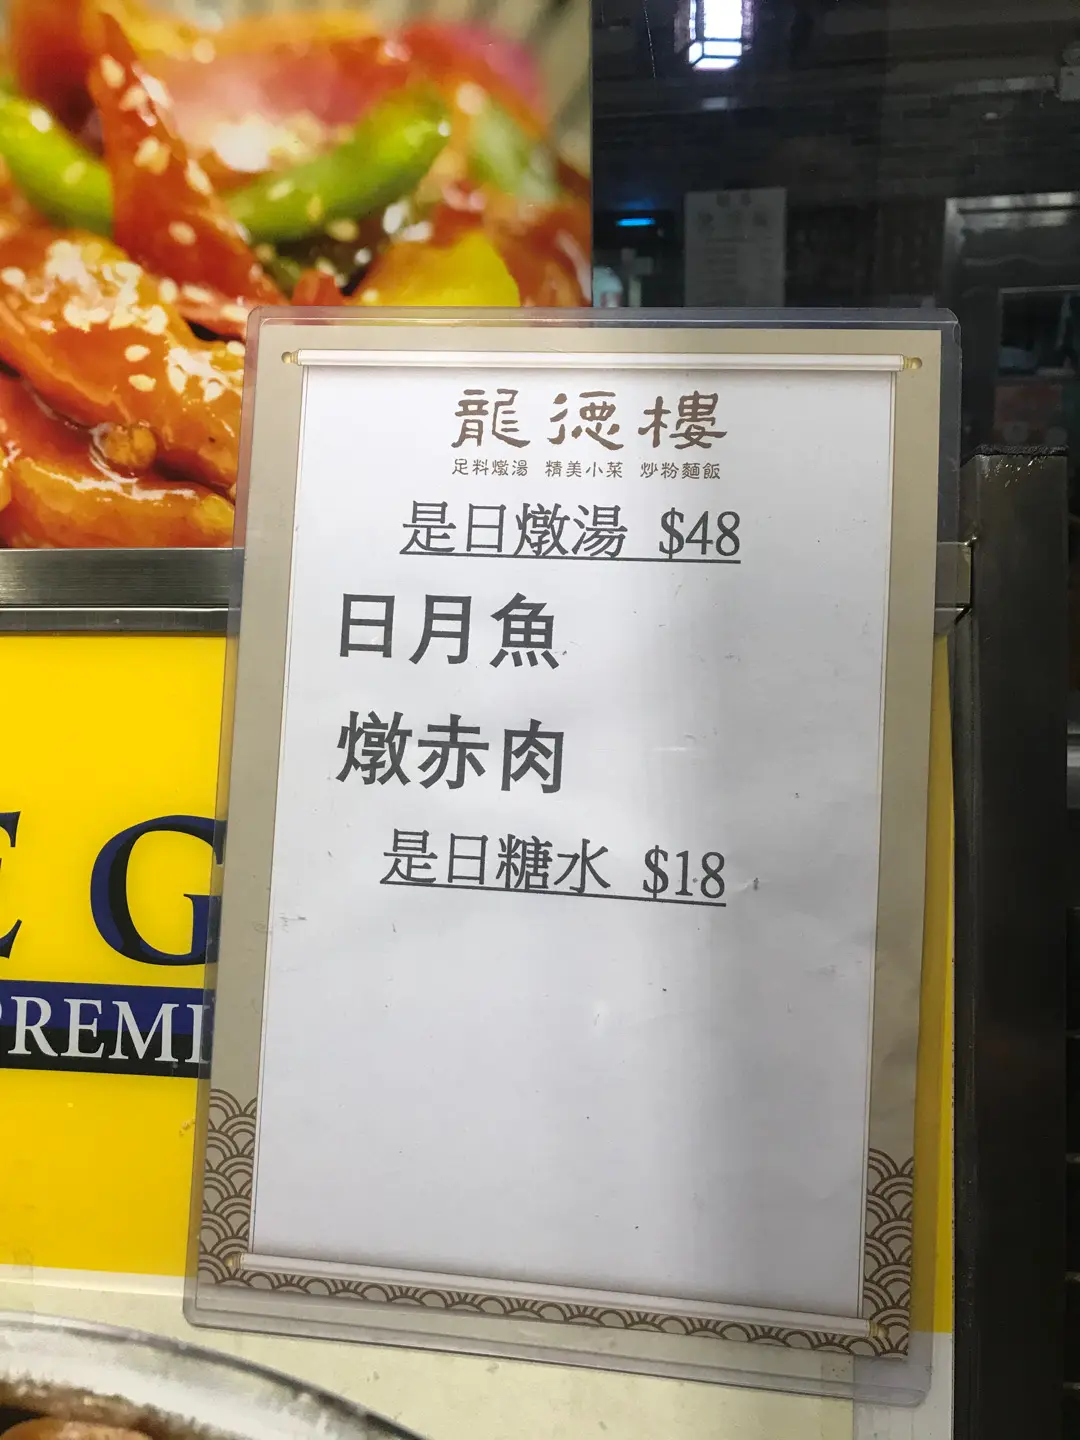 龍德樓
足料燉湯 精美小菜 炒粉麵飯
是日燉湯 $48
日月魚
燉赤肉
是日糖水 $18
E G
PREMI